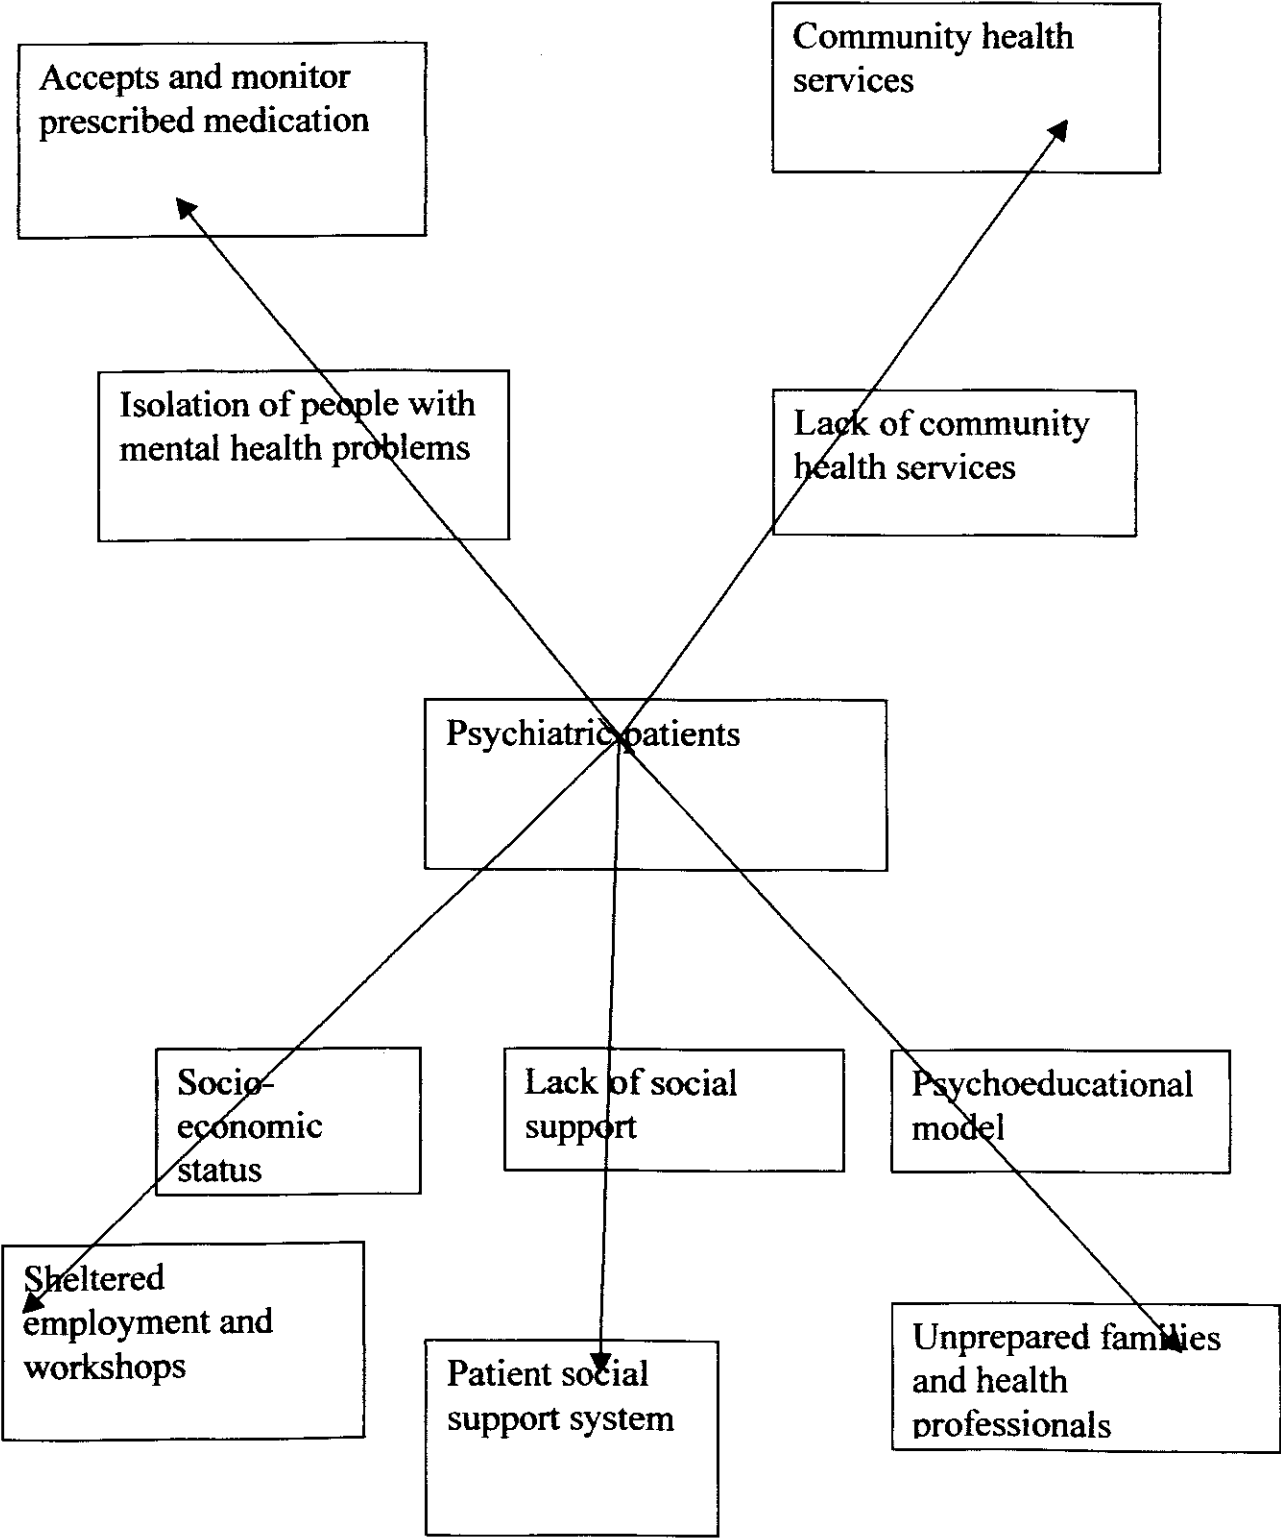 Accepts and monitor
prescribed medication
Community health
services
Isolation of people with
mental health problems
Lack of community
health services
Psychiatric patients
Socio-
economic
status
Lack of social
support
Psychoeducational
model
Sheltered
employment and
workshops
Patient social
support system
Unprepared families
and health
professionals